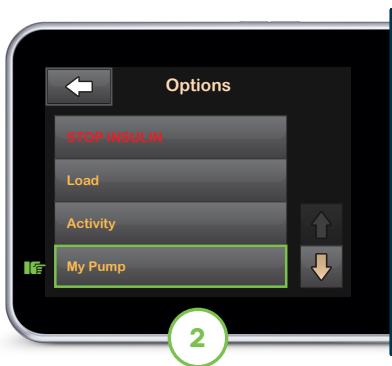 Options
STOP INSULIN
Load
Activity
My Pump
2